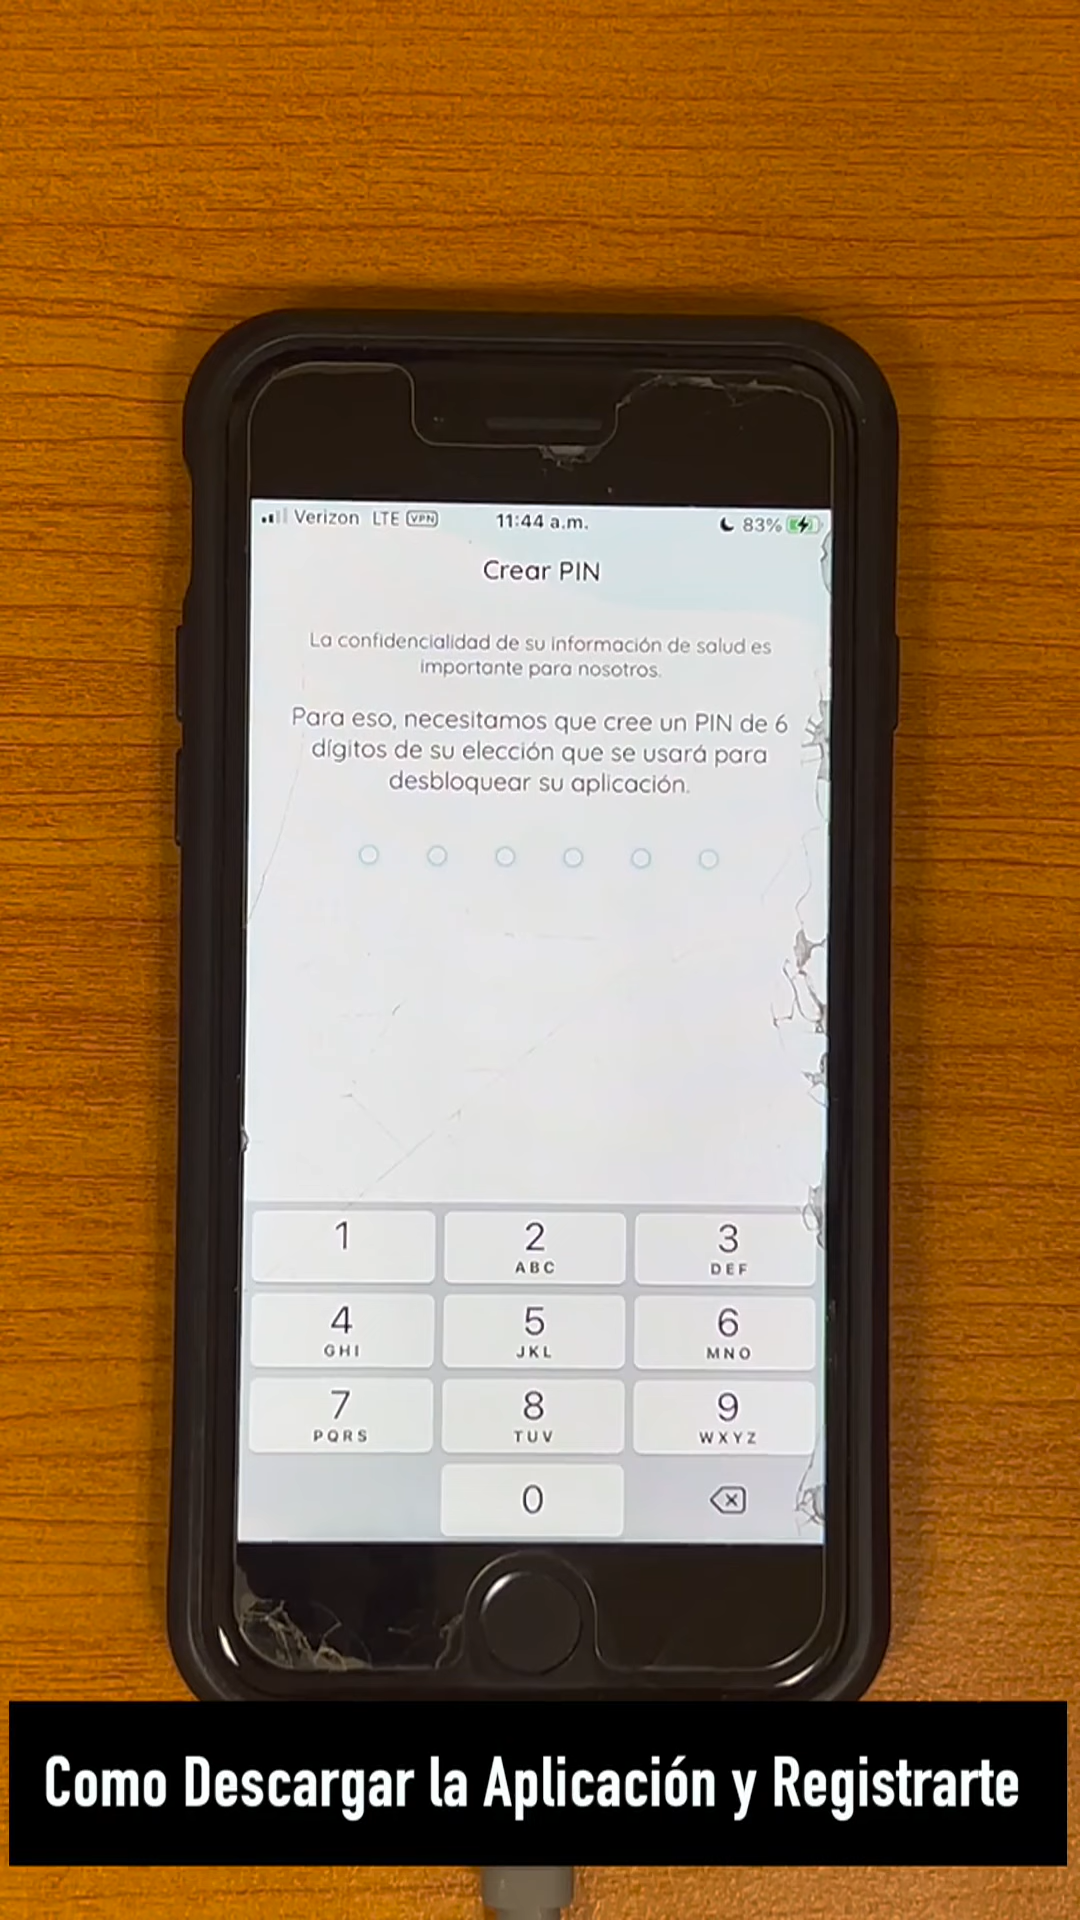 Verizon LTE VPN 11:44 a.m. 83%
Crear PIN
La confidencialidad de su información de salud es
importante para nosotros.
Para eso, necesitamos que cree un PIN de 6
dígitos de su elección que se usará para
desbloquear su aplicación.
1 2 3
ABC DEF
4 5 6
GHI JKL MNO
7 8 9
PQRS TUV WXYZ
0
Como Descargar la Aplicación y Registrarte